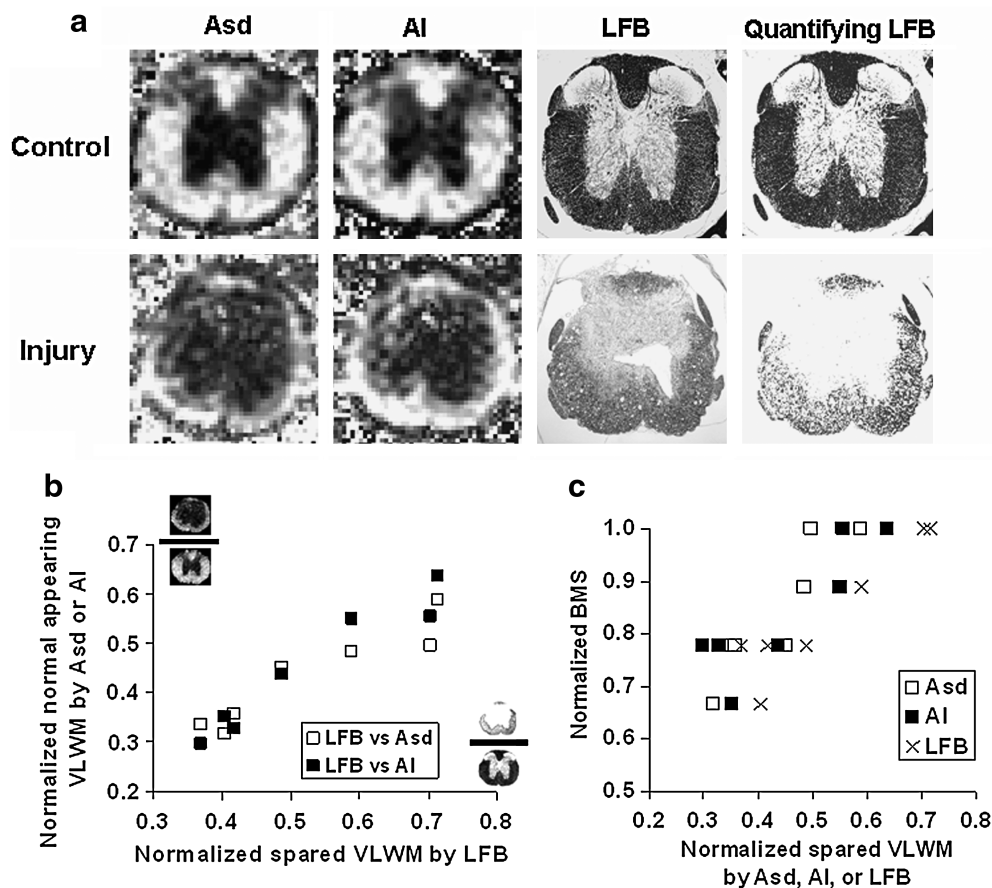 a
Asd AI LFB Quantifying LFB
Control
Injury
b
Normalized normal appearing
VLWM by Asd or AI
0.7
0.6
0.5
0.4
0.3
0.2
0.3 0.4 0.5 0.6 0.7 0.8
LFB vs Asd
LFB vs AI
Normalized spared VLWM by LFB
c
Normalized BMS
1.0
0.9
0.8
0.7
0.6
0.5
0.2 0.3 0.4 0.5 0.6 0.7 0.8
Asd
AI
LFB
Normalized spared VLWM
by Asd, AI, or LFB